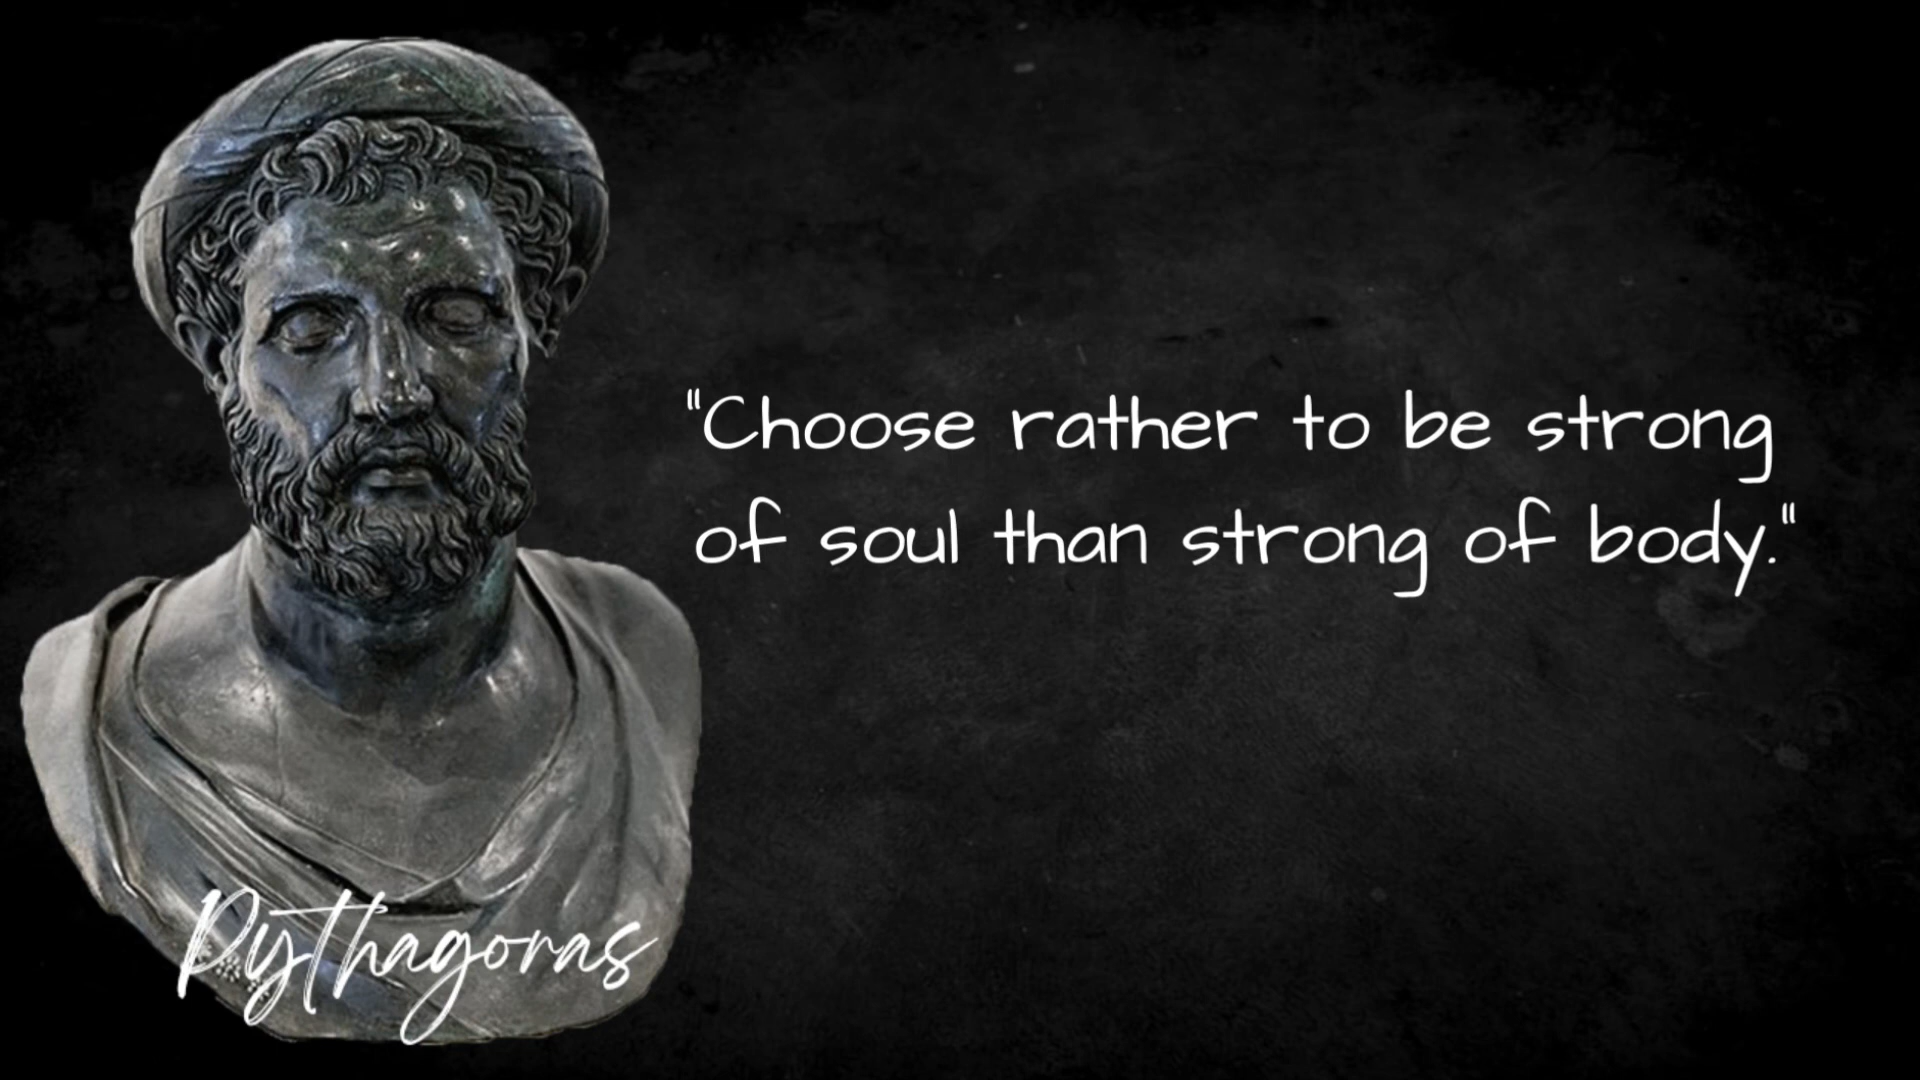 "Choose rather to be strong
of soul than strong of body."
Pythagoras